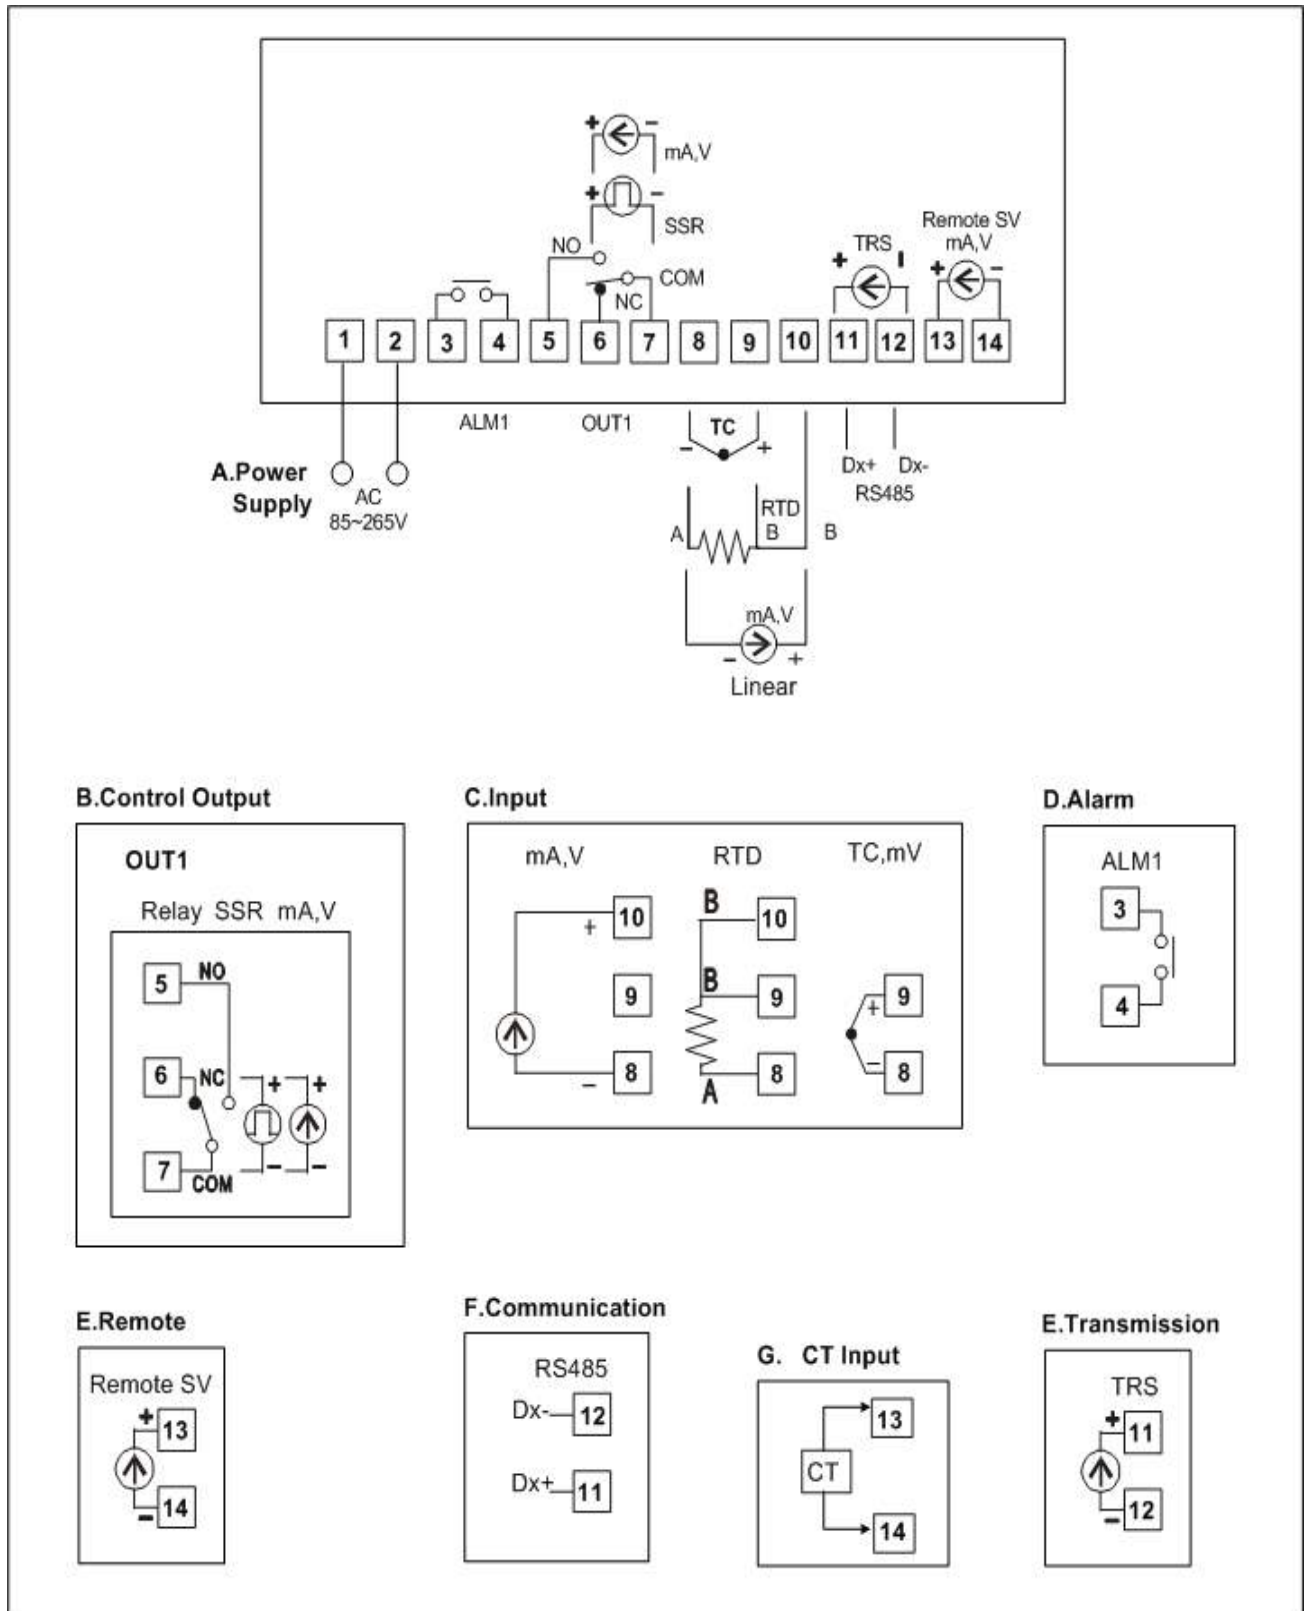 + −
mA,V
+ −
SSR
NO
COM
NC
TRS
+ −
Remote SV
mA,V
+ −
1 2 3 4 5 6 7 8 9 10 11 12 13 14
ALM1
OUT1
TC
− +
Dx+ Dx-
RS485
A.Power
Supply
AC
85~265V
RTD
A B B
mA,V
− +
Linear
B.Control Output
OUT1
Relay SSR mA,V
5 NO
6 NC + +
7 COM − −
C.Input
mA,V RTD TC,mV
+ 10 B 10
9 B 9 + 9
− 8 A 8 − 8
D.Alarm
ALM1
3
4
E.Remote
Remote SV
+ 13
− 14
F.Communication
RS485
Dx- 12
Dx+ 11
G. CT Input
13
CT
14
E.Transmission
TRS
+ 11
− 12